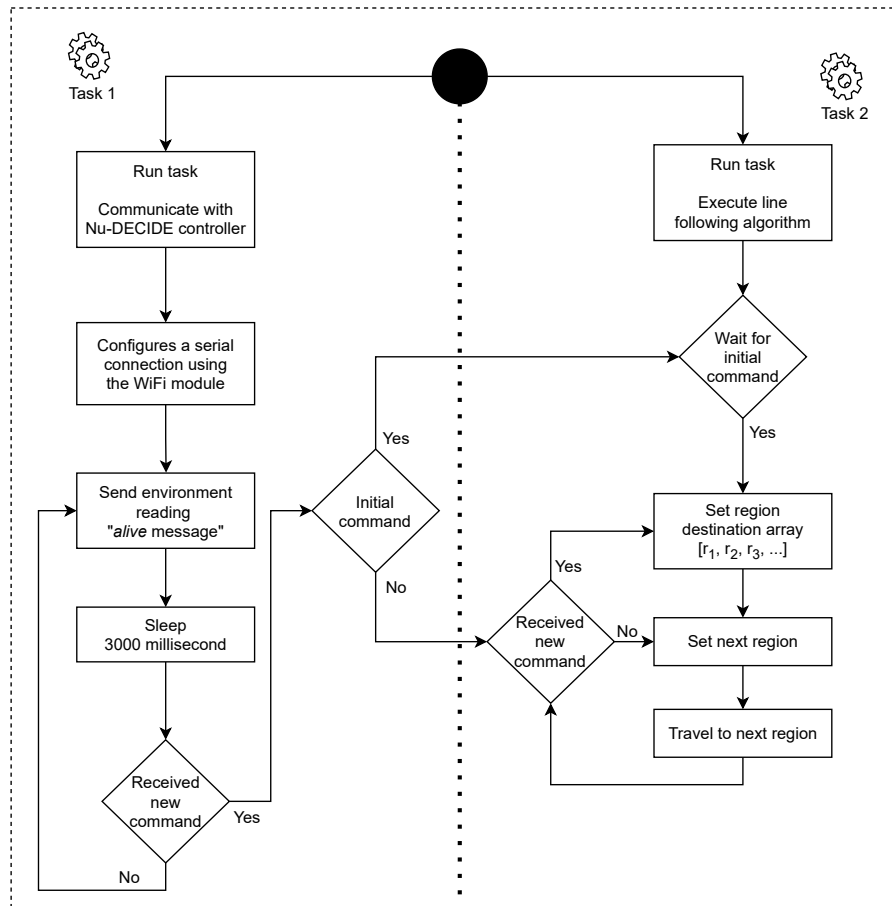 Task 1
Task 2
Run task
Communicate with
Nu-DECIDE controller
Run task
Execute line
following algorithm
Configures a serial
connection using
the WiFi module
Wait for
initial
command
Yes
Yes
Send environment
reading
"alive message"
Initial
command
Set region
destination array
[r1, r2, r3, ...]
No
Yes
Sleep
3000 millisecond
Received
new
command
No
Set next region
Travel to next region
Received
new
command
Yes
No